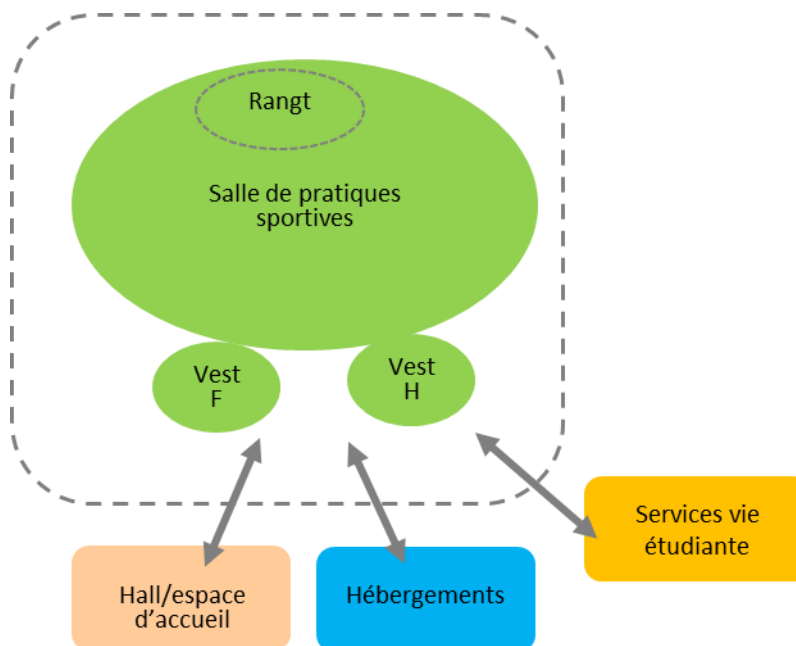 Rangt
Salle de pratiques
sportives
Vest
F
Vest
H
Services vie
étudiante
Hall/espace
d’accueil
Hébergements